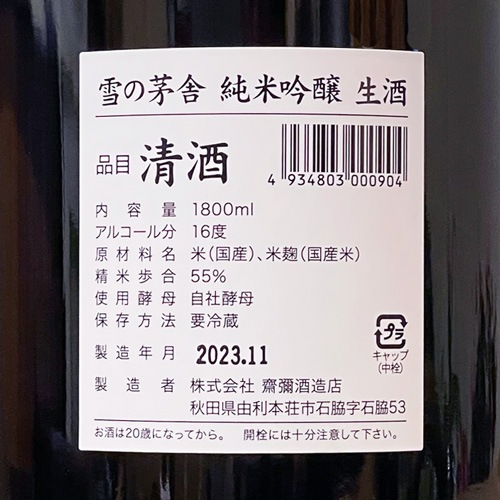 雪の茅舎 純米吟醸 生酒
品目 清酒
4 934803 000904
内容量 1800ml
アルコール分 16度
原材料名 米(国産)、米麹(国産米)
精米歩合 55%
使用酵母 自社酵母
保存方法 要冷蔵
製造年月 2023.11
プラ
キャップ
(中栓)
製造者 株式会社 齋彌酒造店
秋田県由利本荘市石脇字石脇53
お酒は20歳になってから。 開栓には十分注意して下さい。